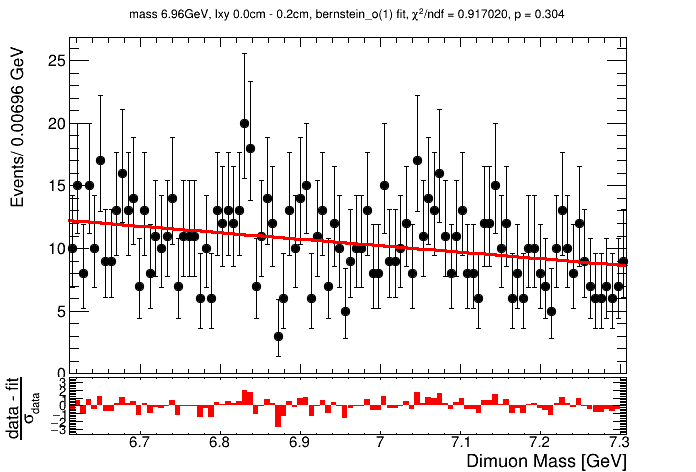 mass 6.96GeV, lxy 0.0cm - 0.2cm, bernstein_o(1) fit, χ²/ndf = 0.917020, p = 0.304
Events/ 0.00696 GeV
25
20
15
10
5
0
data - fit
σdata
3
2
1
0
−1
−2
−3
6.7 6.8 6.9 7 7.1 7.2 7.3
Dimuon Mass [GeV]